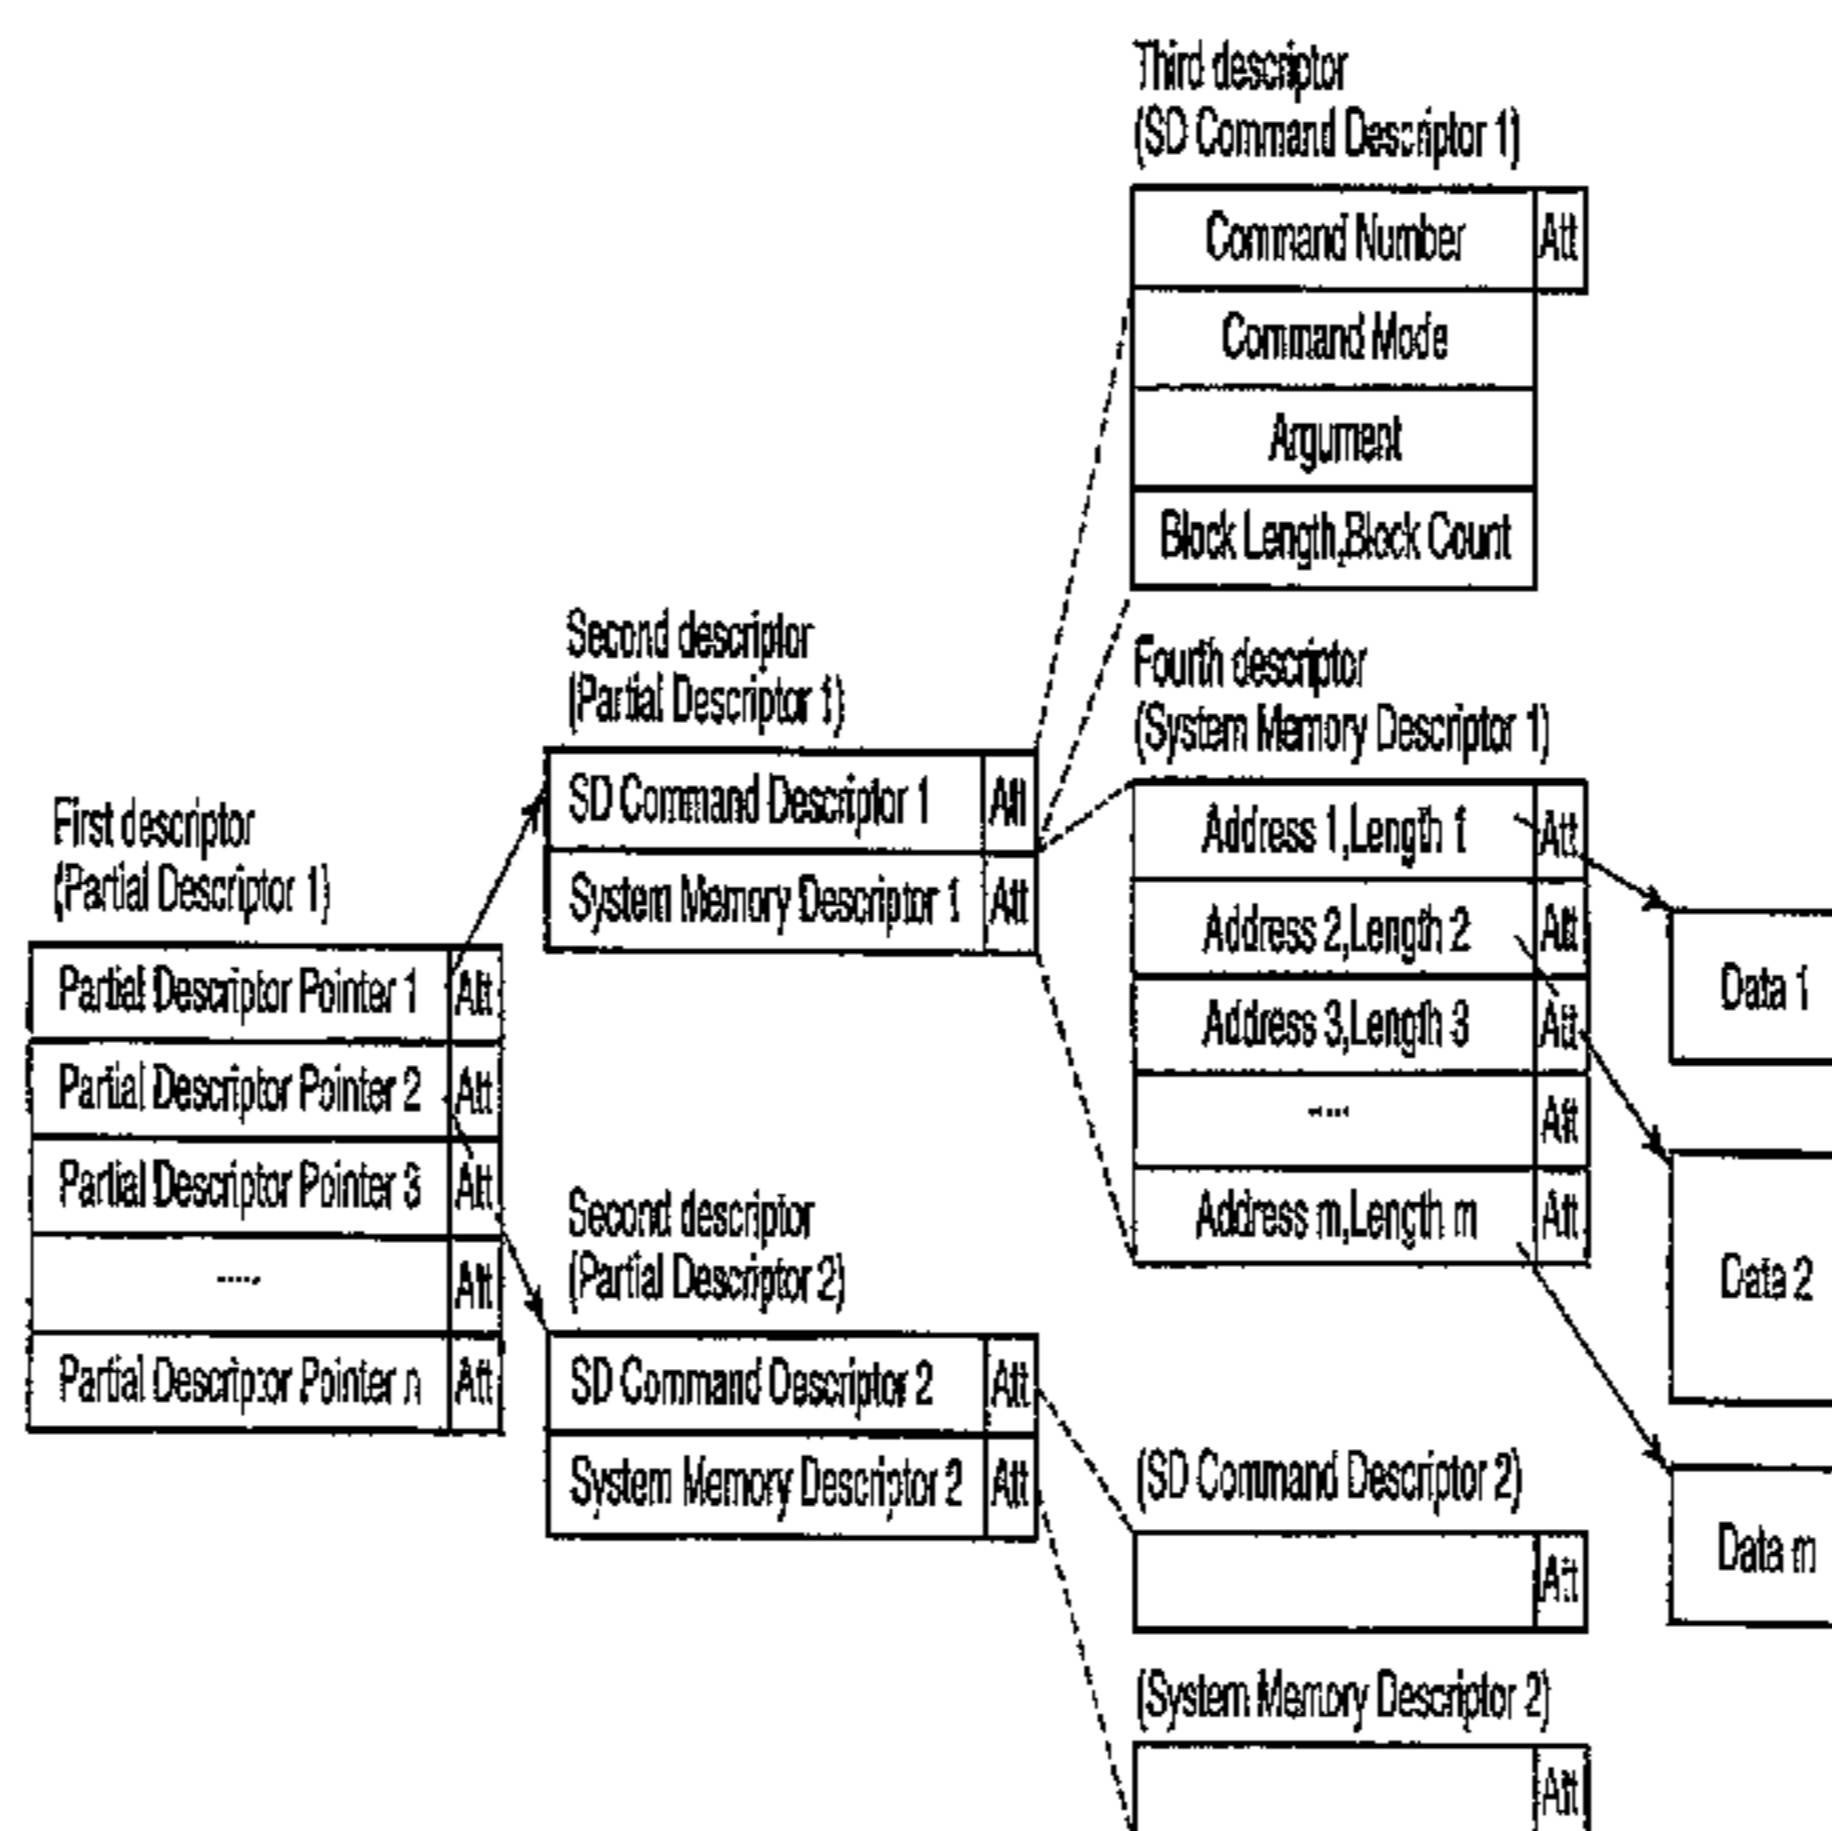 First descriptor
(Partial Descriptor 1)
Partial Descriptor Pointer 1 Att
Partial Descriptor Pointer 2 Att
Partial Descriptor Pointer 3 Att
---- Att
Partial Descriptor Pointer n Att
Second descriptor
(Partial Descriptor 1)
SD Command Descriptor 1 Att
System Memory Descriptor 1 Att
Second descriptor
(Partial Descriptor 2)
SD Command Descriptor 2 Att
System Memory Descriptor 2 Att
Third descriptor
(SD Command Descriptor 1)
Command Number Att
Command Mode
Argument
Block Length,Block Count
Fourth descriptor
(System Memory Descriptor 1)
Address 1,Length 1 Att
Address 2,Length 2 Att
Address 3,Length 3 Att
---- Att
Address m,Length m Att
(SD Command Descriptor 2)
Att
(System Memory Descriptor 2)
Att
Data 1
Data 2
Data m